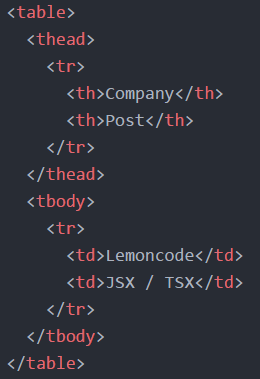 <table>
  <thead>
    <tr>
      <th>Company</th>
      <th>Post</th>
    </tr>
  </thead>
  <tbody>
    <tr>
      <td>Lemoncode</td>
      <td>JSX / TSX</td>
    </tr>
  </tbody>
</table>